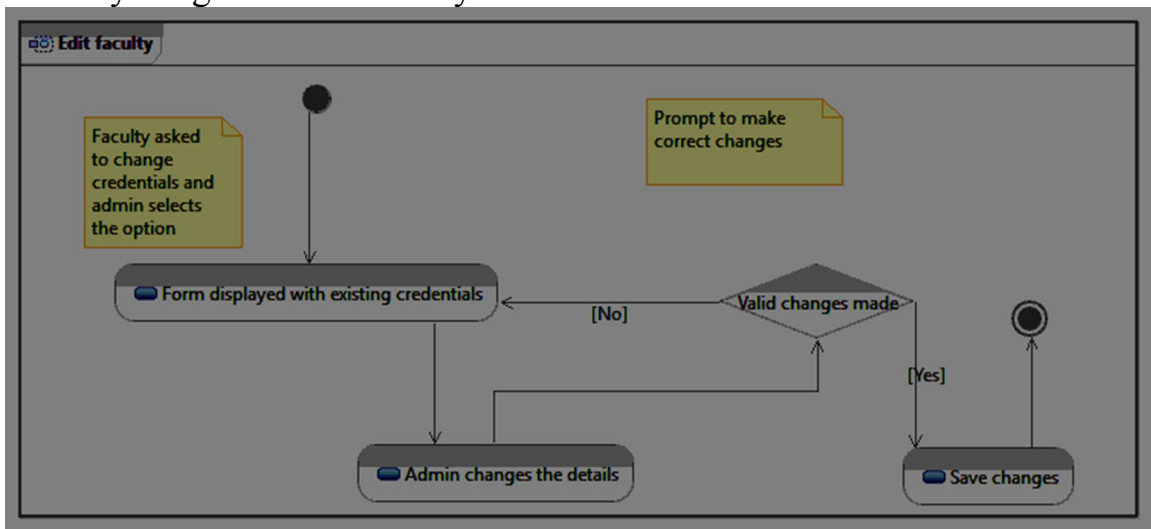 Edit faculty
Faculty asked
to change
credentials and
admin selects
the option
Prompt to make
correct changes
Form displayed with existing credentials
[No]
Valid changes made
[Yes]
Admin changes the details
Save changes